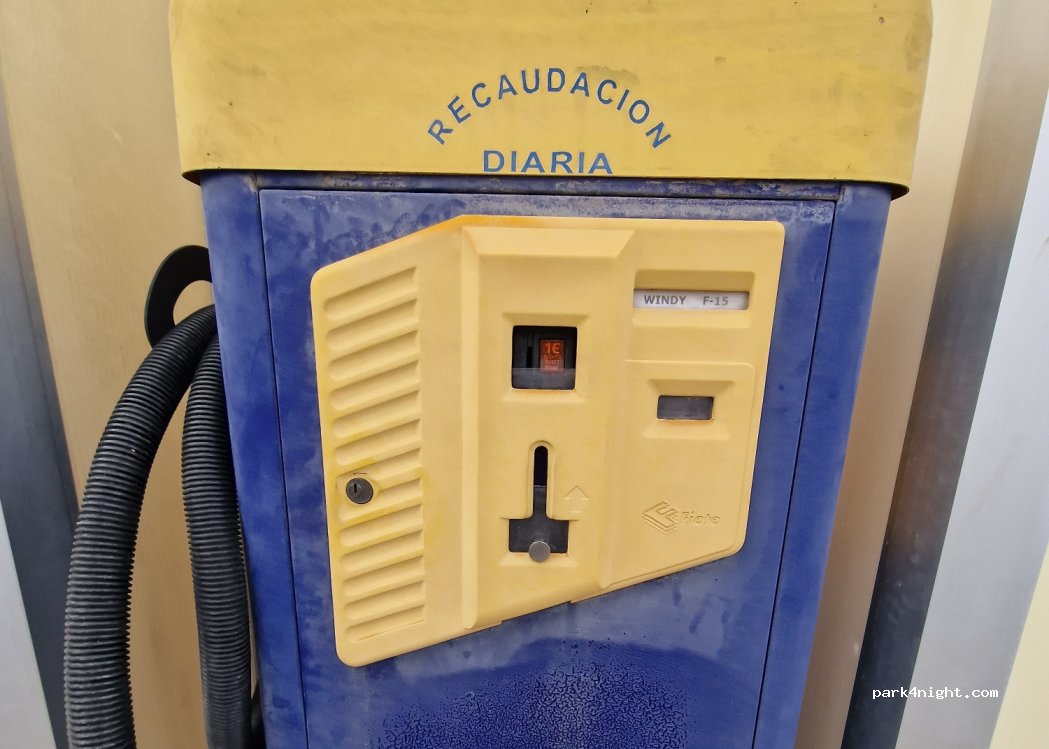 RECAUDACION
DIARIA
WINDY F-15
1€
park4night.com